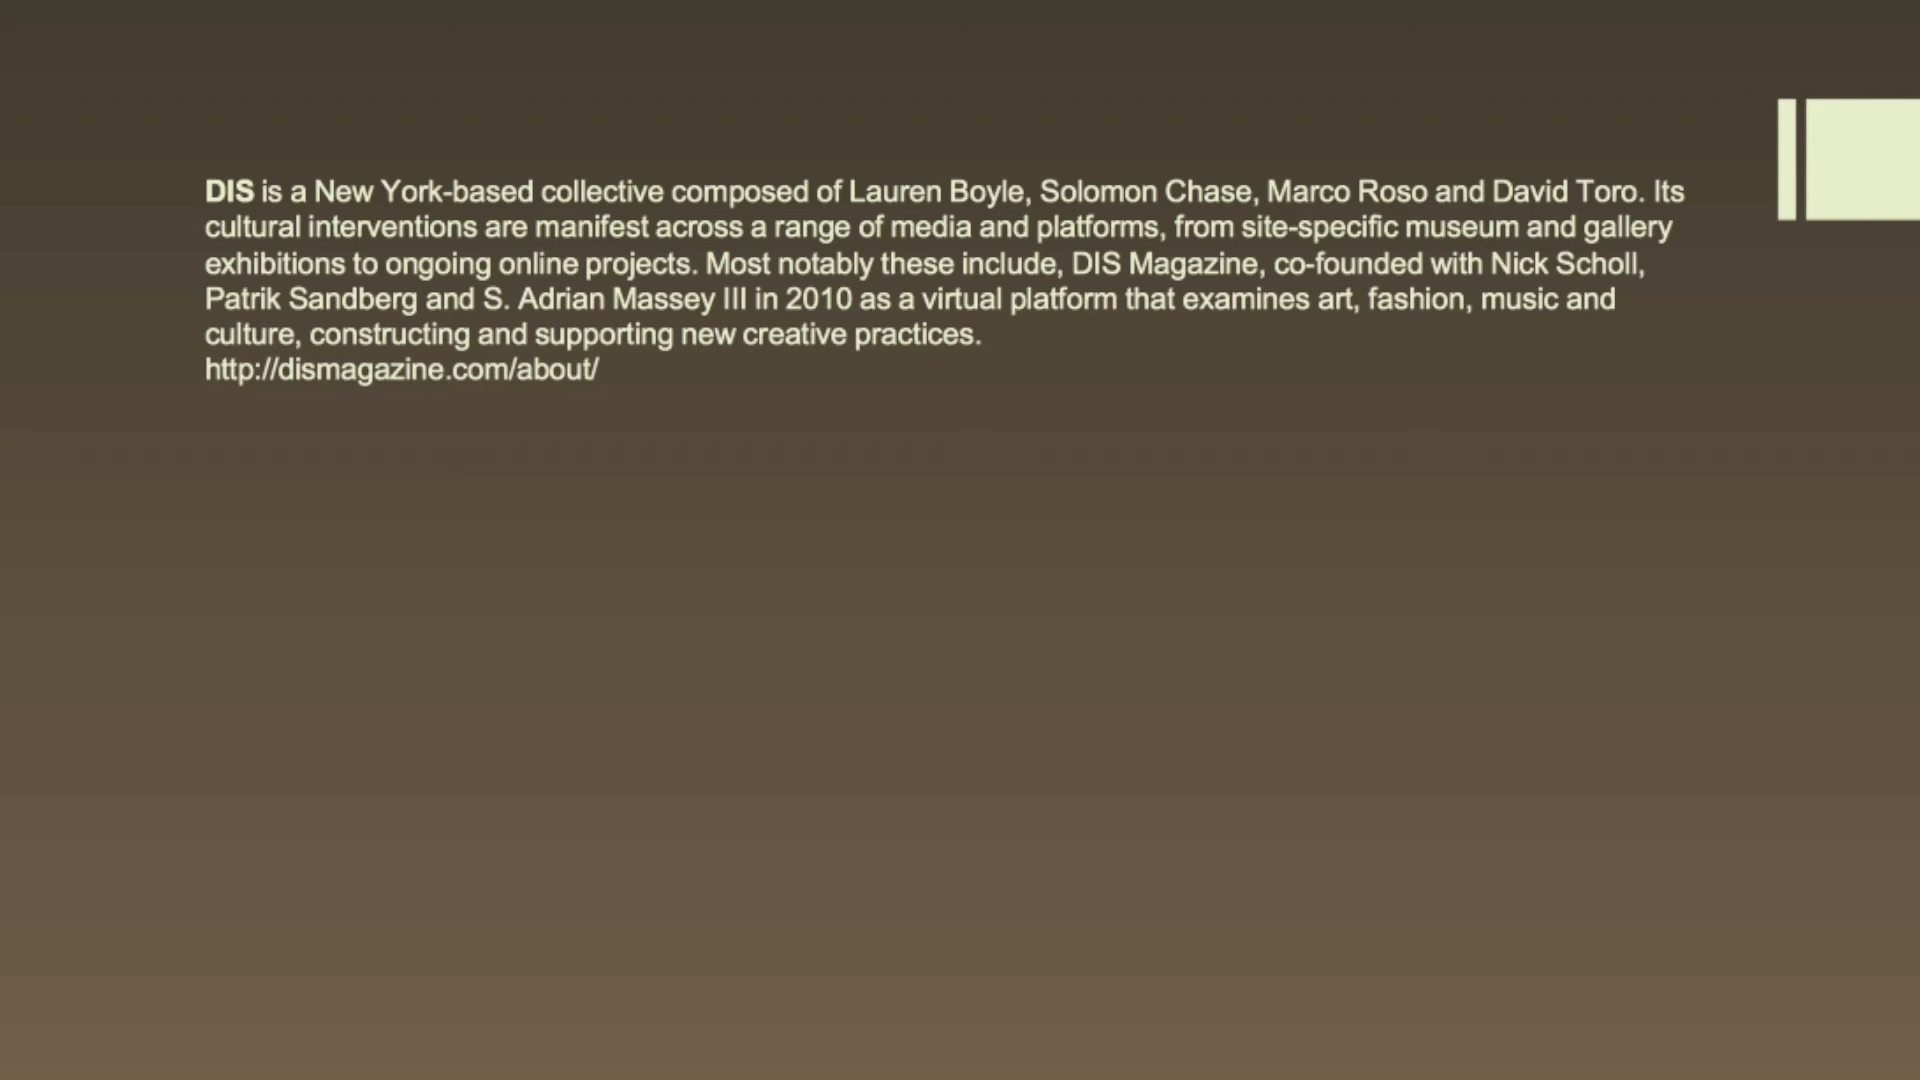 DIS is a New York-based collective composed of Lauren Boyle, Solomon Chase, Marco Roso and David Toro. Its
cultural interventions are manifest across a range of media and platforms, from site-specific museum and gallery
exhibitions to ongoing online projects. Most notably these include, DIS Magazine, co-founded with Nick Scholl,
Patrik Sandberg and S. Adrian Massey III in 2010 as a virtual platform that examines art, fashion, music and
culture, constructing and supporting new creative practices.
http://dismagazine.com/about/